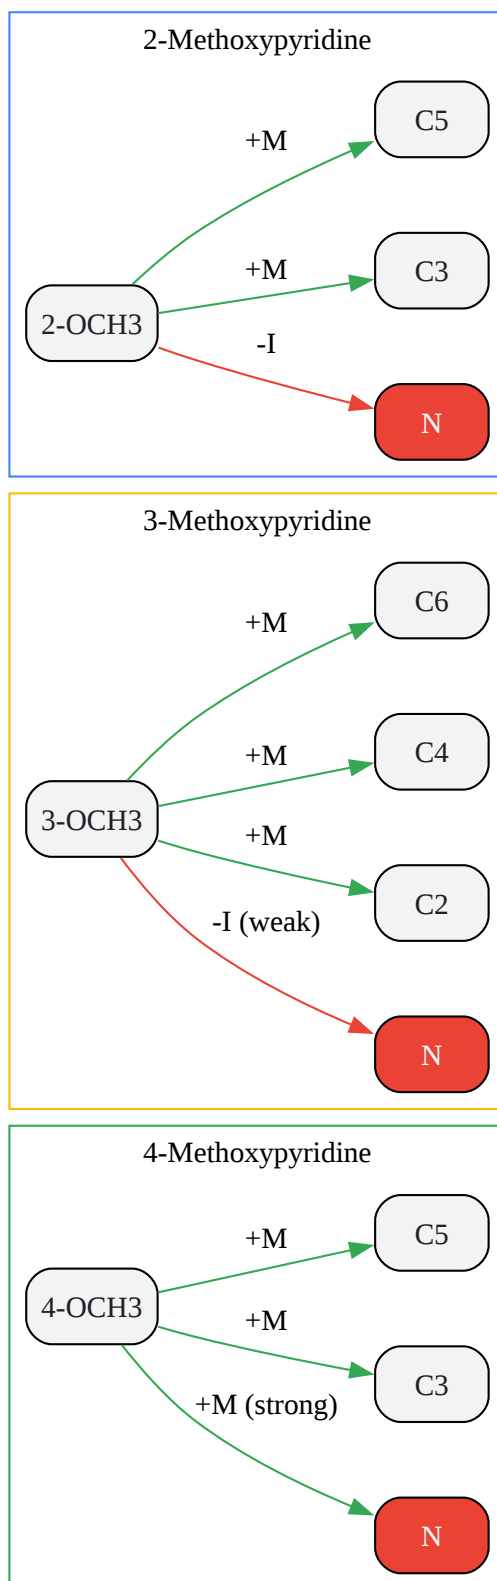 2-Methoxypyridine
C5
+M
C3
+M
2-OCH3
-I
N
3-Methoxypyridine
C6
+M
C4
+M
3-OCH3
+M
C2
-I (weak)
N
4-Methoxypyridine
C5
+M
4-OCH3
+M
C3
+M (strong)
N